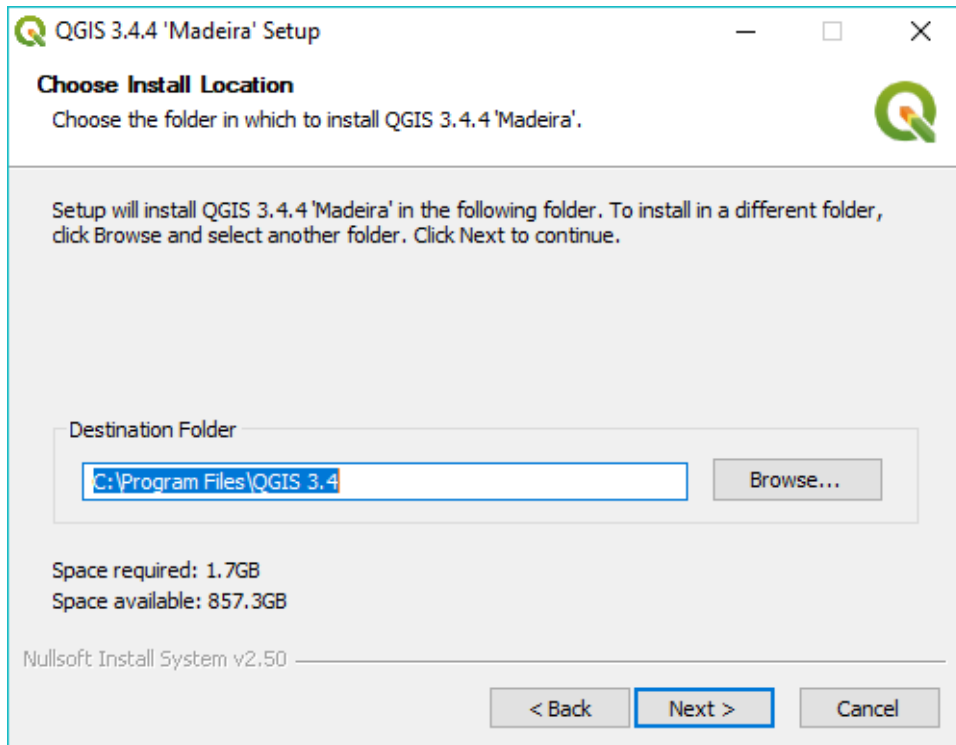 QGIS 3.4.4 'Madeira' Setup
Choose Install Location
Choose the folder in which to install QGIS 3.4.4 'Madeira'.
Setup will install QGIS 3.4.4 'Madeira' in the following folder. To install in a different folder,
click Browse and select another folder. Click Next to continue.
Destination Folder
C:\Program Files\QGIS 3.4
Browse...
Space required: 1.7GB
Space available: 857.3GB
Nullsoft Install System v2.50
< Back
Next >
Cancel